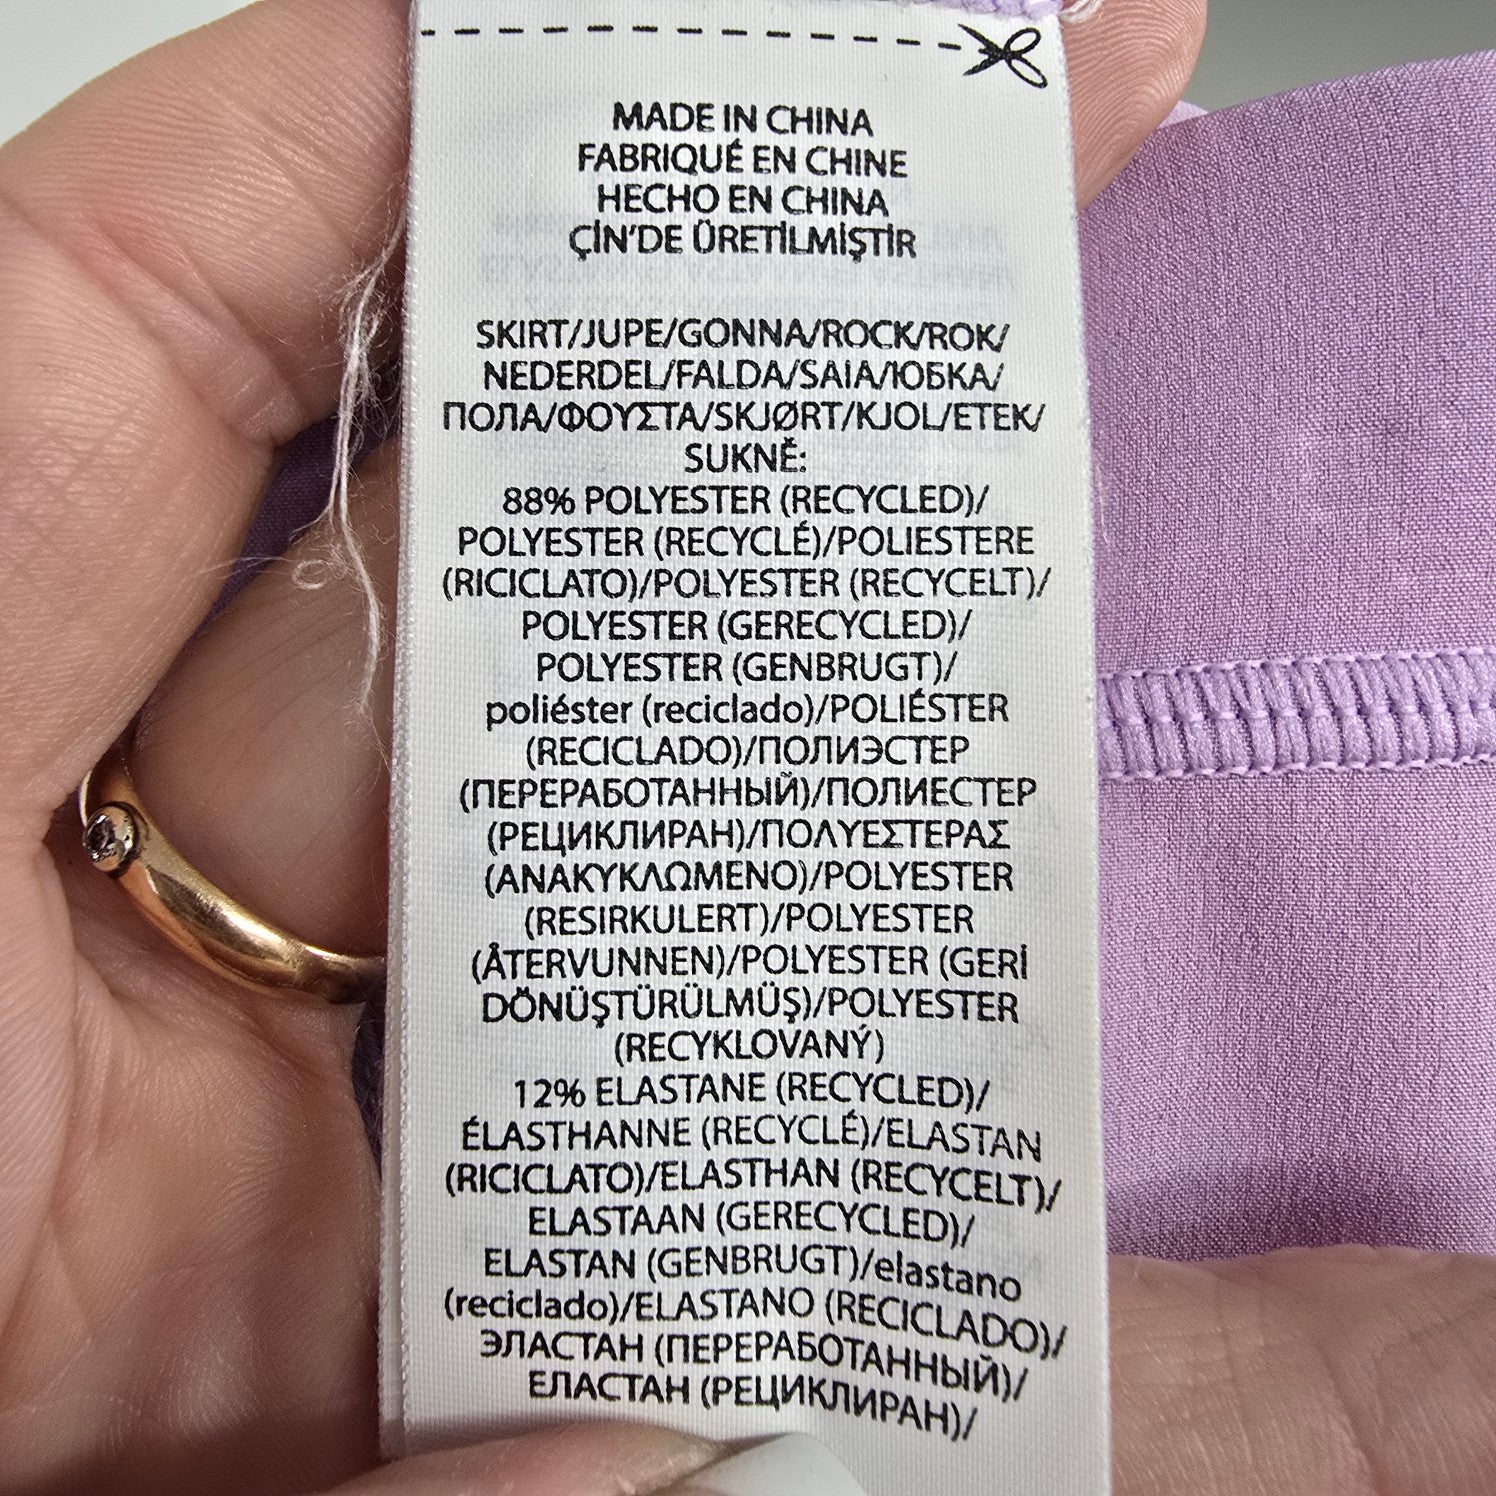 MADE IN CHINA
FABRIQUÉ EN CHINE
HECHO EN CHINA
ÇİN'DE ÜRETİLMİŞTİR
SKIRT/JUPE/GONNA/ROCK/ROK/
NEDERDEL/FALDA/SAIA/ЮБКА/
ПОЛА/ΦΟΥΣΤΑ/SKJØRT/KJOL/ETEK/
SUKNĚ:
88% POLYESTER (RECYCLED)/
POLYESTER (RECYCLÉ)/POLIESTERE
(RICICLATO)/POLYESTER (RECYCELT)/
POLYESTER (GERECYCLED)/
POLYESTER (GENBRUGT)/
poliéster (reciclado)/POLIÉSTER
(RECICLADO)/ПОЛИЭСТЕР
(ПЕРЕРАБОТАННЫЙ)/ПОЛИЕСТЕР
(РЕЦИКЛИРАН)/ΠΟΛΥΕΣΤΕΡΑΣ
(ΑΝΑΚΥΚΛΩΜΕΝΟ)/POLYESTER
(RESIRKULERT)/POLYESTER
(ÅTERVUNNEN)/POLYESTER (GERİ
DÖNÜŞTÜRÜLMÜŞ)/POLYESTER
(RECYKLOVANÝ)
12% ELASTANE (RECYCLED)/
ÉLASTHANNE (RECYCLÉ)/ELASTAN
(RICICLATO)/ELASTHAN (RECYCELT)/
ELASTAAN (GERECYCLED)/
ELASTAN (GENBRUGT)/elastano
(reciclado)/ELASTANO (RECICLADO)/
ЭЛАСТАН (ПЕРЕРАБОТАННЫЙ)/
ЕЛАСТАН (РЕЦИКЛИРАН)/